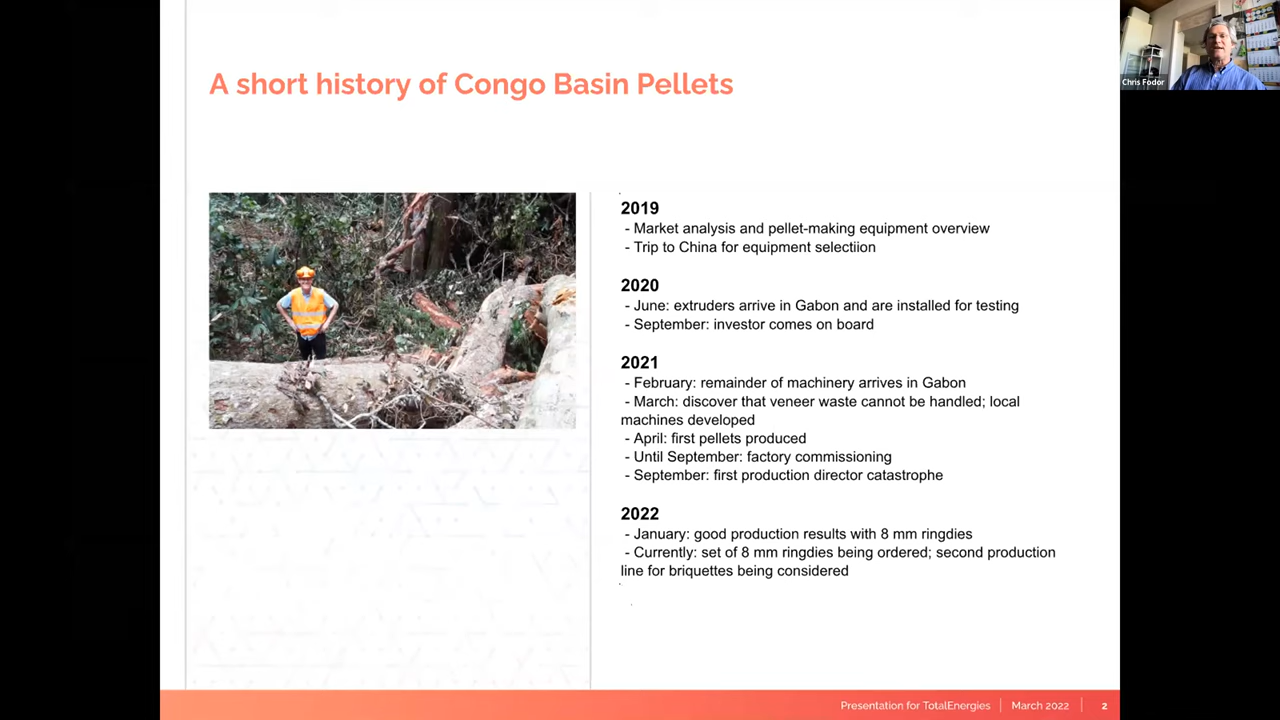 A short history of Congo Basin Pellets
Chris Fodor
2019
- Market analysis and pellet-making equipment overview
- Trip to China for equipment selectiion
2020
- June: extruders arrive in Gabon and are installed for testing
- September: investor comes on board
2021
- February: remainder of machinery arrives in Gabon
- March: discover that veneer waste cannot be handled; local
machines developed
- April: first pellets produced
- Until September: factory commissioning
- September: first production director catastrophe
2022
- January: good production results with 8 mm ringdies
- Currently: set of 8 mm ringdies being ordered; second production
line for briquettes being considered
Presentation for TotalEnergies | March 2022 | 2